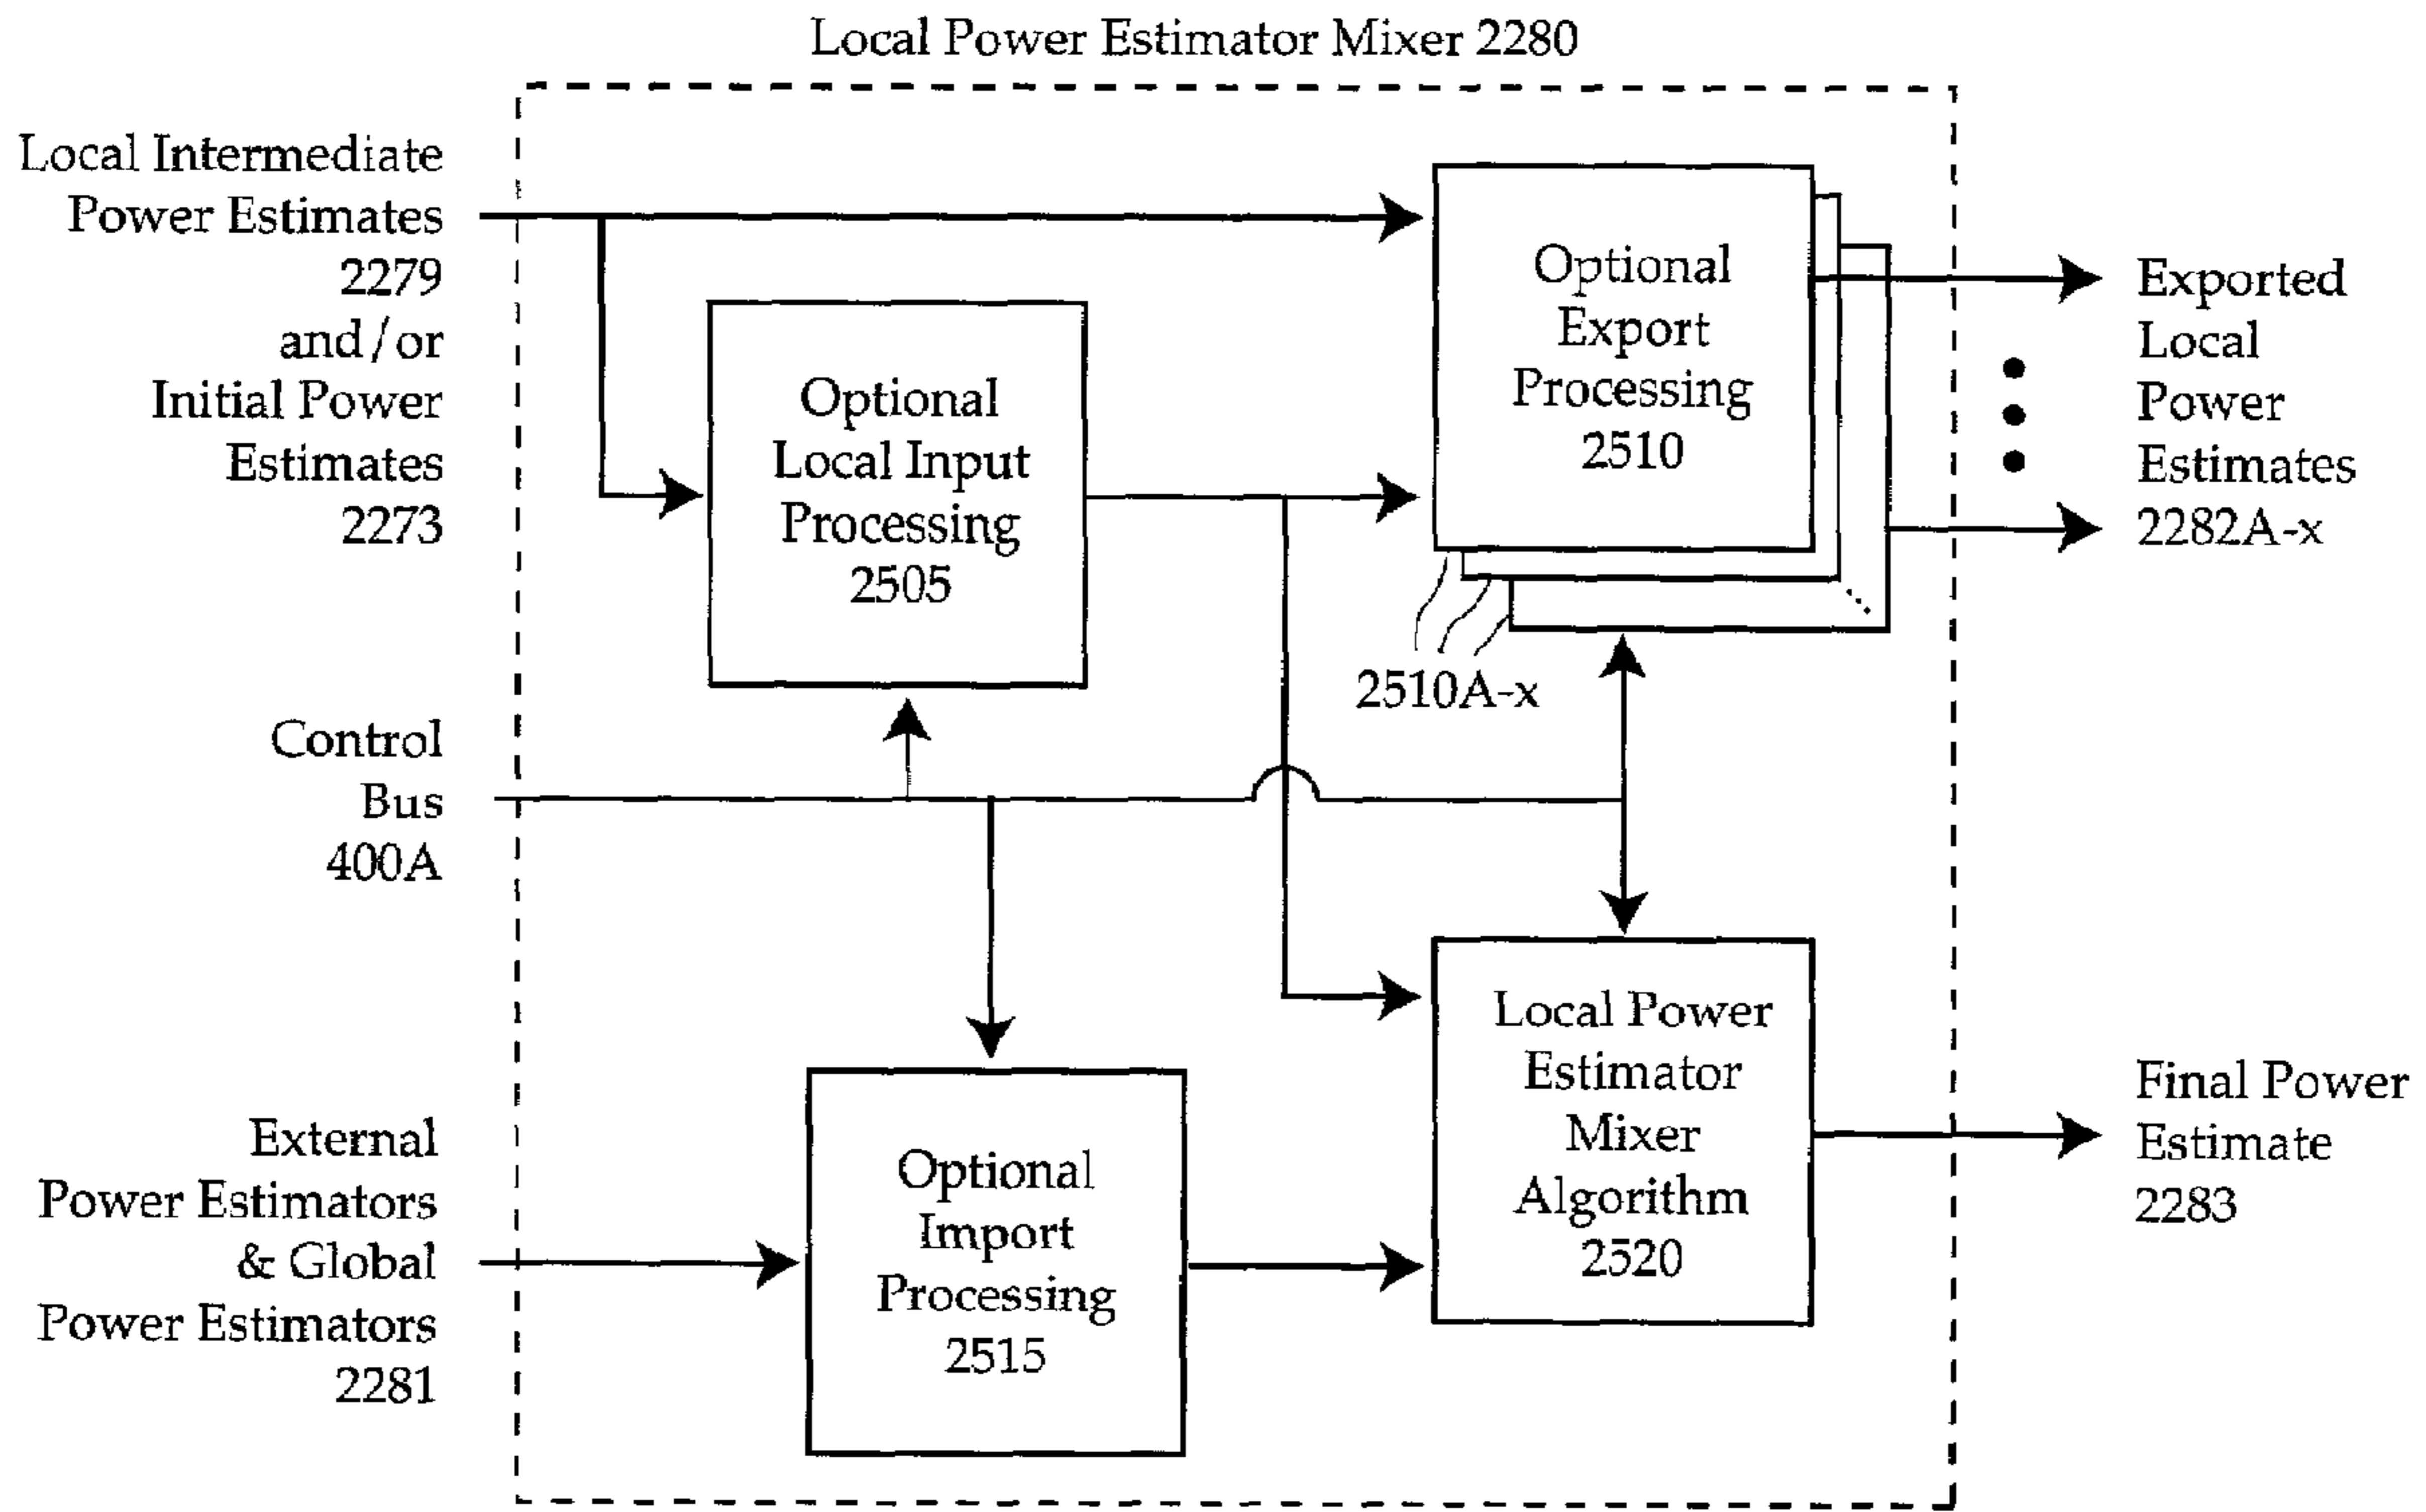 Local Power Estimator Mixer 2280
Local Intermediate
Power Estimates
2279
and/or
Initial Power
Estimates
2273
Optional
Local Input
Processing
2505
Optional
Export
Processing
2510
2510A-x
Exported
Local
Power
Estimates
2282A-x
Control
Bus
400A
External
Power Estimators
& Global
Power Estimators
2281
Optional
Import
Processing
2515
Local Power
Estimator
Mixer
Algorithm
2520
Final Power
Estimate
2283